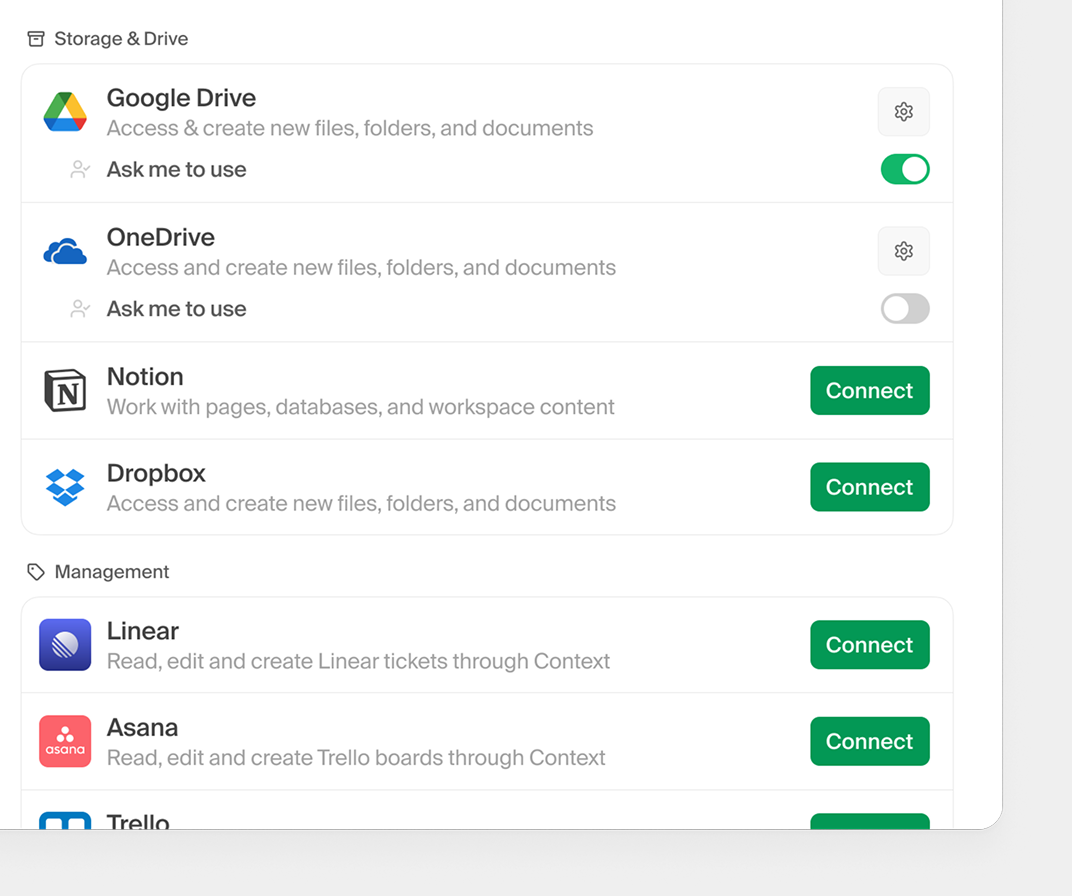 Storage & Drive
Google Drive
Access & create new files, folders, and documents
Ask me to use
OneDrive
Access and create new files, folders, and documents
Ask me to use
N
Notion
Work with pages, databases, and workspace content
Connect
Dropbox
Access and create new files, folders, and documents
Connect
Management
Linear
Read, edit and create Linear tickets through Context
Connect
asana
Asana
Read, edit and create Trello boards through Context
Connect
Trello